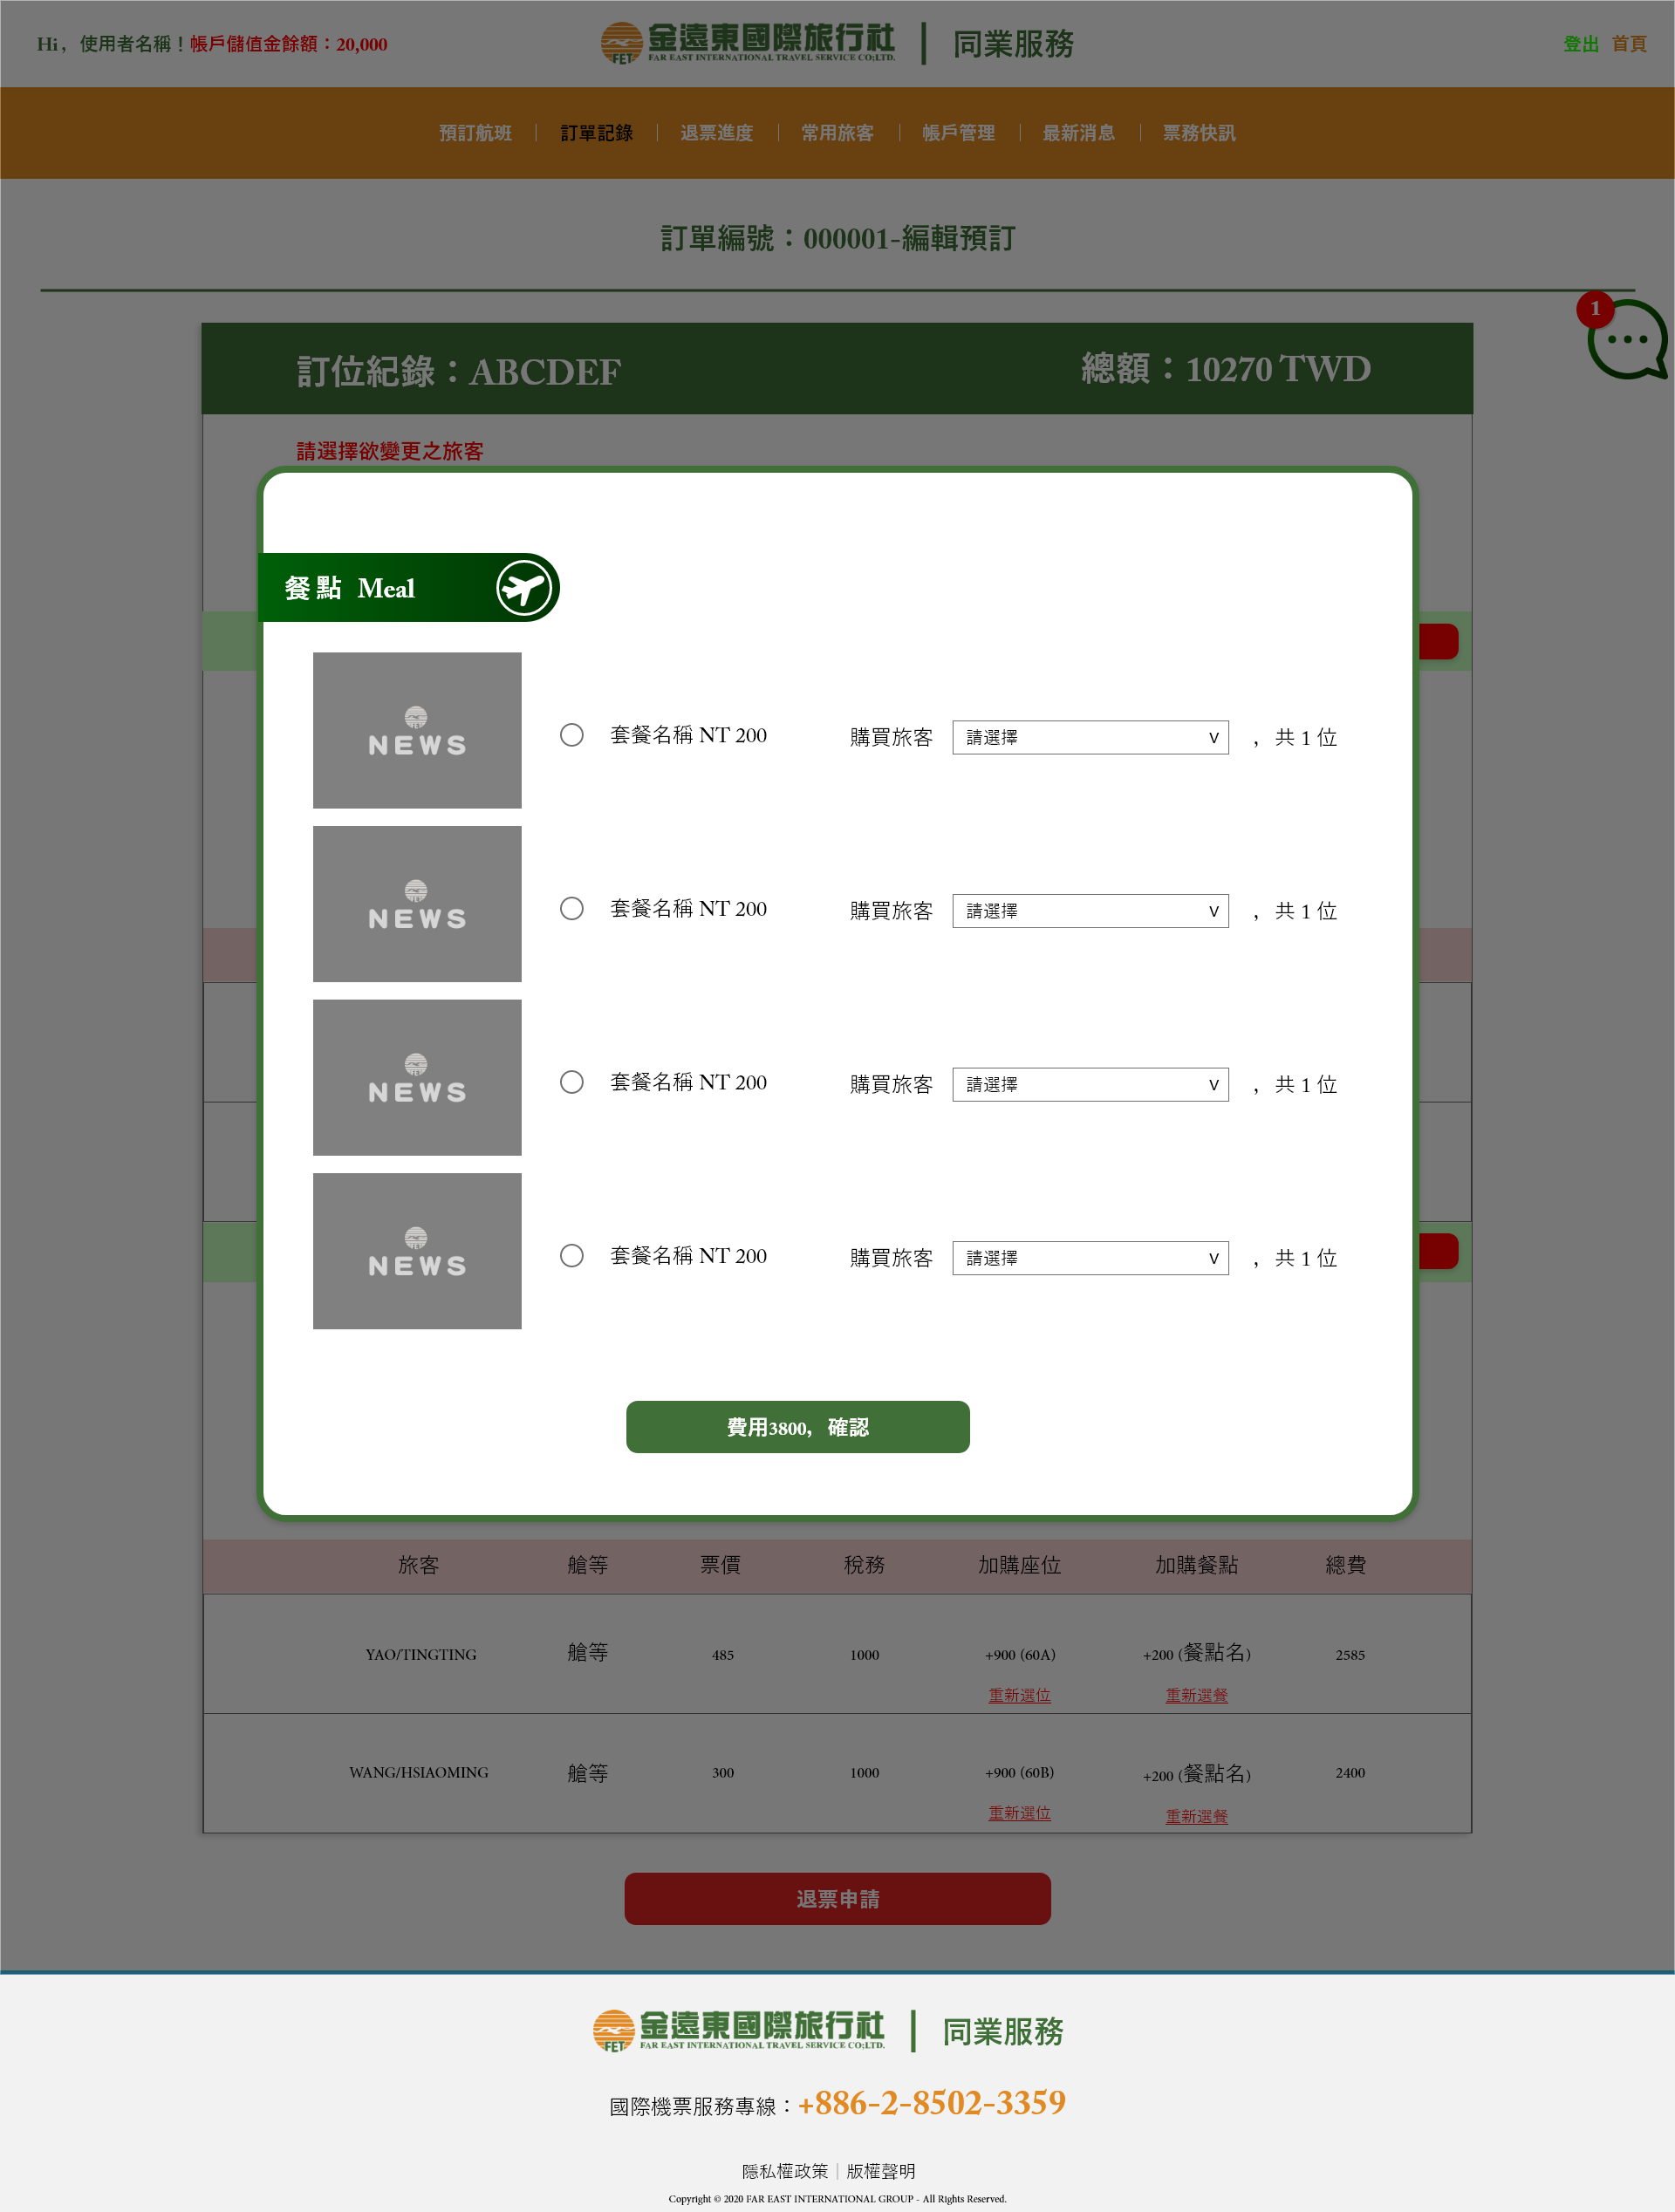 Hi，使用者名稱！帳戶儲值金餘額：20,000
FET 金遠東國際旅行社 | 同業服務
FAR EAST INTERNATIONAL TRAVEL SERVICE CO;LTD.
登出 首頁
預訂航班 | 訂單記錄 | 退票進度 | 常用旅客 | 帳戶管理 | 最新消息 | 票務快訊
訂單編號：000001-編輯預訂
1
訂位紀錄：ABCDEF 總額：10270 TWD
請選擇欲變更之旅客
餐點 Meal
FET
NEWS
套餐名稱 NT 200 購買旅客 請選擇 V ，共 1 位
FET
NEWS
套餐名稱 NT 200 購買旅客 請選擇 V ，共 1 位
FET
NEWS
套餐名稱 NT 200 購買旅客 請選擇 V ，共 1 位
FET
NEWS
套餐名稱 NT 200 購買旅客 請選擇 V ，共 1 位
費用3800，確認
旅客 艙等 票價 稅務 加購座位 加購餐點 總費
YAO/TINGTING 艙等 485 1000 +900 (60A) +200 (餐點名) 2585
重新選位 重新選餐
WANG/HSIAOMING 艙等 300 1000 +900 (60B) +200 (餐點名) 2400
重新選位 重新選餐
退票申請
FET 金遠東國際旅行社 | 同業服務
FAR EAST INTERNATIONAL TRAVEL SERVICE CO;LTD.
國際機票服務專線：+886-2-8502-3359
隱私權政策｜版權聲明
Copyright © 2020 FAR EAST INTERNATIONAL GROUP - All Rights Reserved.